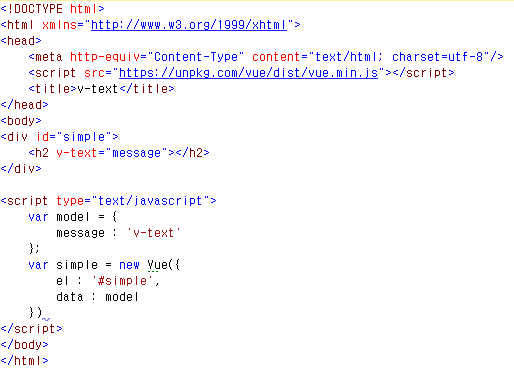 <!DOCTYPE html>
<html xmlns="http://www.w3.org/1999/xhtml">
<head>
    <meta http-equiv="Content-Type" content="text/html; charset=utf-8"/>
    <script src="https://unpkg.com/vue/dist/vue.min.js"></script>
    <title>v-text</title>
</head>
<body>
<div id="simple">
    <h2 v-text="message"></h2>
</div>

<script type="text/javascript">
    var model = {
        message : 'v-text'
    };
    var simple = new Vue({
        el : '#simple',
        data : model
    })
</script>
</body>
</html>